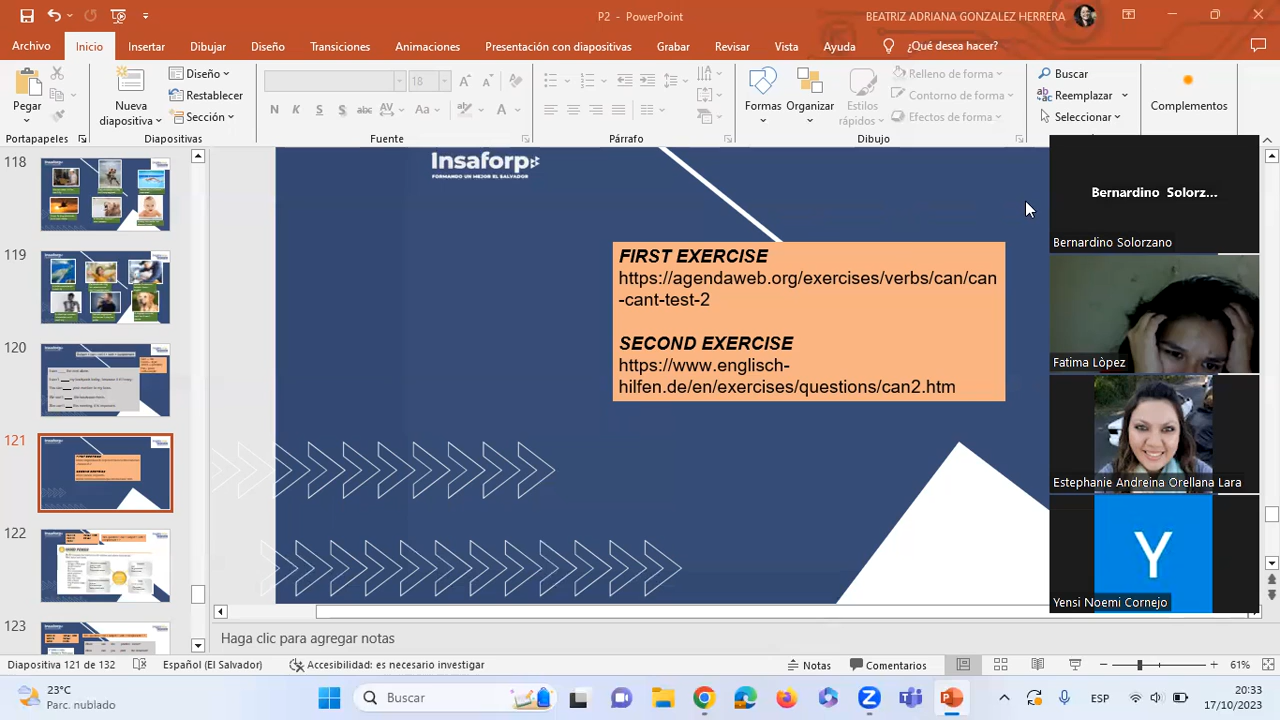 P2 - PowerPoint
BEATRIZ ADRIANA GONZALEZ HERRERA
Archivo Inicio Insertar Dibujar Diseño Transiciones Animaciones Presentación con diapositivas Grabar Revisar Vista Ayuda ¿Qué desea hacer?
Pegar
Portapapeles
Nueva diapositiva
Diseño
Restablecer
Sección
Diapositivas
18
N K S abc AV Aa A
Fuente
Párrafo
Formas
Organizar
Estilos rápidos
Relleno de forma
Contorno de forma
Efectos de forma
Dibujo
Buscar
Reemplazar
Seleccionar
Complementos
118
119
120
121
122
123
Insaforp
FORMANDO UN MEJOR EL SALVADOR
FIRST EXERCISE
https://agendaweb.org/exercises/verbs/can/can
-cant-test-2
SECOND EXERCISE
https://www.englisch-
hilfen.de/en/exercises/questions/can2.htm
Bernardino Solorz...
Bernardino Solorzano
Fatima Lòpez
Estephanie Andreina Orellana Lara
Y
Yensi Noemi Cornejo
Haga clic para agregar notas
Diapositiva 121 de 132
Español (El Salvador)
Accesibilidad: es necesario investigar
Notas
Comentarios
61%
23°C
Parc. nublado
Buscar
ESP
20:33
17/10/2023